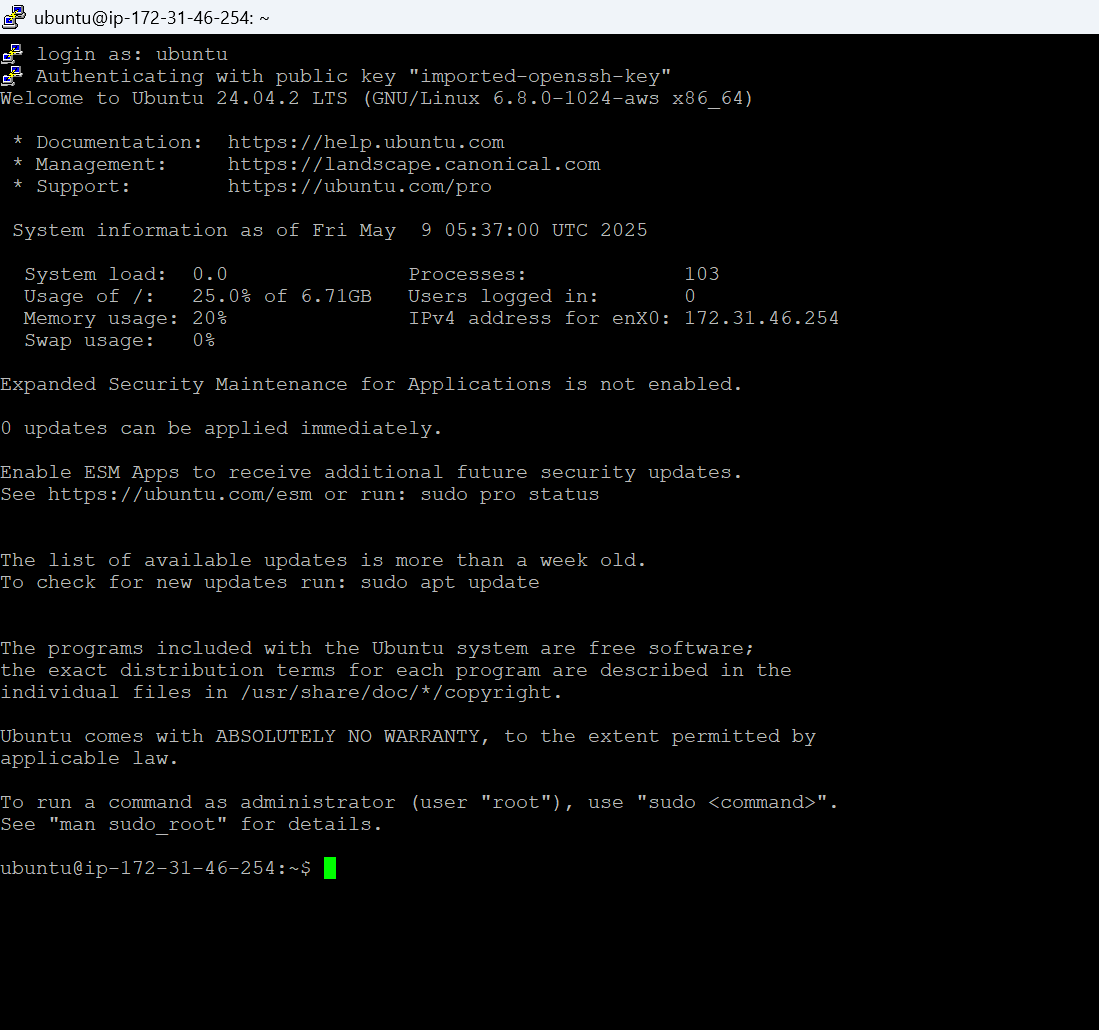 ubuntu@ip-172-31-46-254: ~
login as: ubuntu
Authenticating with public key "imported-openssh-key"
Welcome to Ubuntu 24.04.2 LTS (GNU/Linux 6.8.0-1024-aws x86_64)
* Documentation:  https://help.ubuntu.com
* Management:     https://landscape.canonical.com
* Support:        https://ubuntu.com/pro
System information as of Fri May  9 05:37:00 UTC 2025
System load:  0.0               Processes:             103
Usage of /:   25.0% of 6.71GB   Users logged in:       0
Memory usage: 20%               IPv4 address for enX0: 172.31.46.254
Swap usage:   0%
Expanded Security Maintenance for Applications is not enabled.
0 updates can be applied immediately.
Enable ESM Apps to receive additional future security updates.
See https://ubuntu.com/esm or run: sudo pro status
The list of available updates is more than a week old.
To check for new updates run: sudo apt update
The programs included with the Ubuntu system are free software;
the exact distribution terms for each program are described in the
individual files in /usr/share/doc/*/copyright.
Ubuntu comes with ABSOLUTELY NO WARRANTY, to the extent permitted by
applicable law.
To run a command as administrator (user "root"), use "sudo <command>".
See "man sudo_root" for details.
ubuntu@ip-172-31-46-254:~$